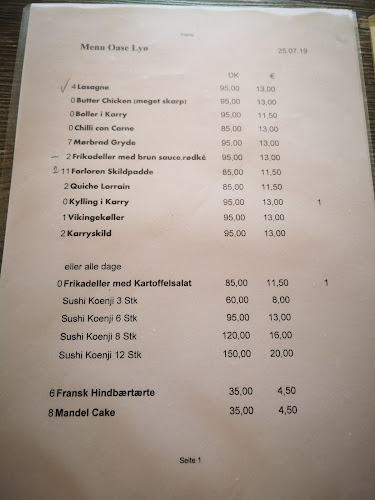 Menu Oase Lyø 25.07.19
DK €
√ 4 Lasagne 95,00 13,00
0 Butter Chicken (meget skarp) 95,00 13,00
0 Boller i Karry 95,00 11,50
0 Chilli con Carne 85,00 13,00
7 Mørbrad Gryde 95,00 13,00
– 2 Frikadeller med brun sauce,rødkå 95,00 13,00
2 11 Forloren Skildpadde 85,00 11,50
2 Quiche Lorrain 85,00 11,50
0 Kylling i Karry 95,00 13,00 1
1 Vikingekøller 95,00 13,00
2 Karryskild 95,00 13,00
eller alle dage
0 Frikadeller med Kartoffelsalat 85,00 11,50 1
Sushi Koenji 3 Stk 60,00 8,00
Sushi Koenji 6 Stk 95,00 13,00
Sushi Koenji 8 Stk 120,00 16,00
Sushi Koenji 12 Stk 150,00 20,00
6 Fransk Hindbærtærte 35,00 4,50
8 Mandel Cake 35,00 4,50
Seite 1